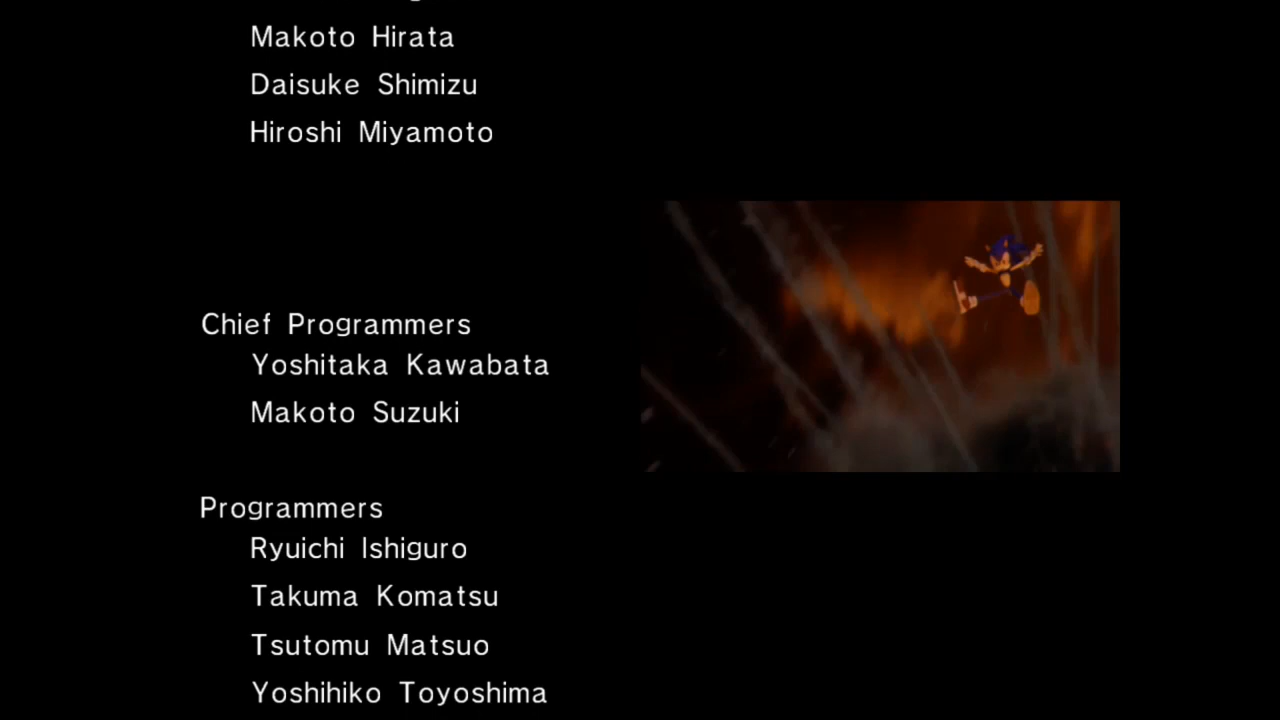 Makoto Hirata
Daisuke Shimizu
Hiroshi Miyamoto
Chief Programmers
Yoshitaka Kawabata
Makoto Suzuki
Programmers
Ryuichi Ishiguro
Takuma Komatsu
Tsutomu Matsuo
Yoshihiko Toyoshima